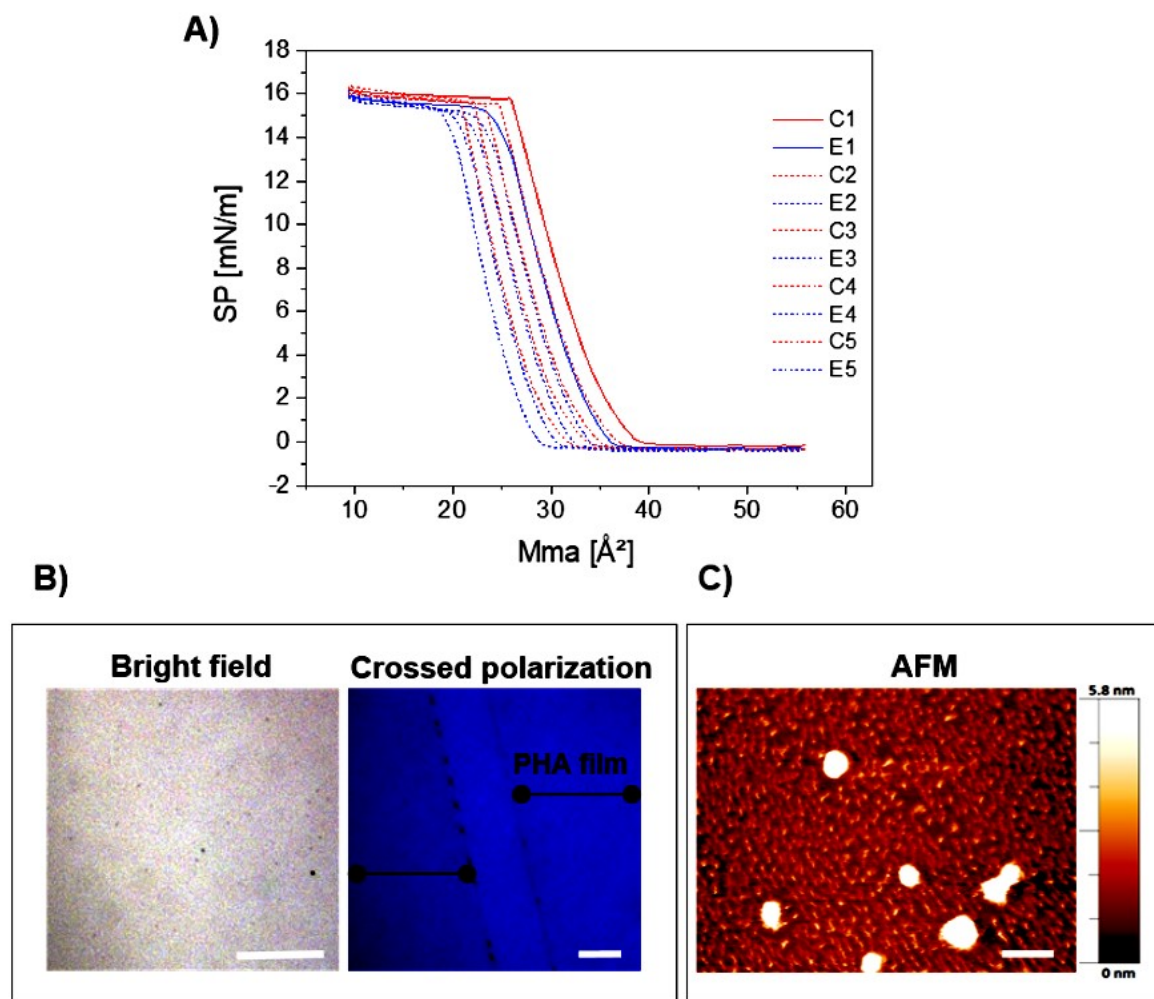 A)
18
16
14
12
10
8
6
4
2
0
-2
SP [mN/m]
10 20 30 40 50 60
Mma [Å²]
C1
E1
C2
E2
C3
E3
C4
E4
C5
E5
B)
Bright field
Crossed polarization
PHA film
C)
AFM
5.8 nm
0 nm